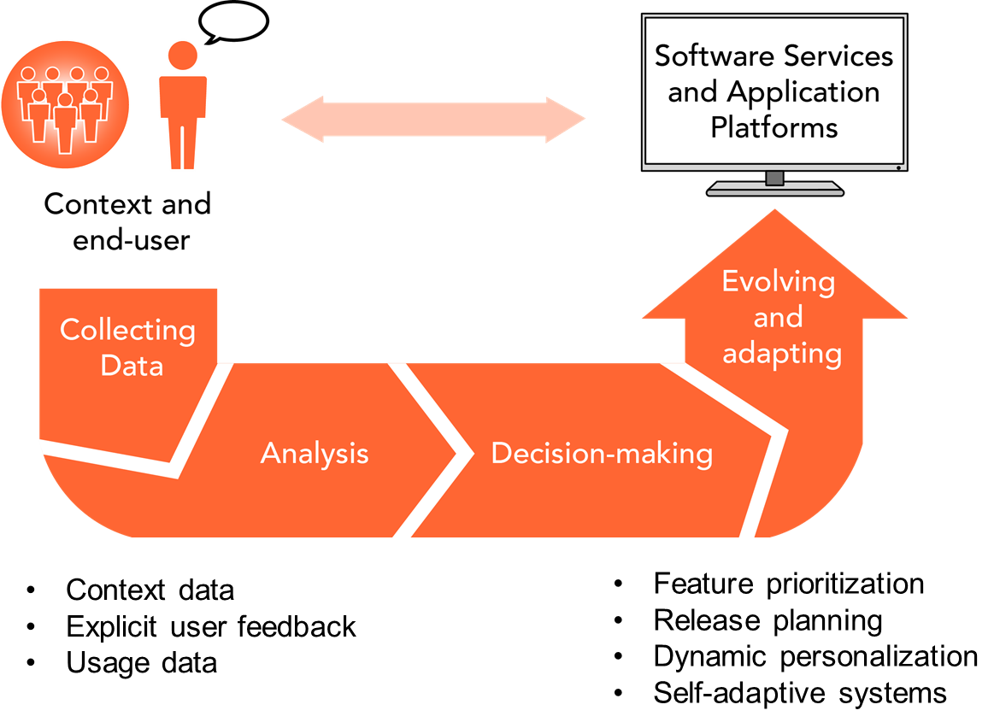 Software Services
and Application
Platforms
Context and
end-user
Collecting
Data
Evolving
and
adapting
Analysis
Decision-making
• Context data
• Explicit user feedback
• Usage data
• Feature prioritization
• Release planning
• Dynamic personalization
• Self-adaptive systems